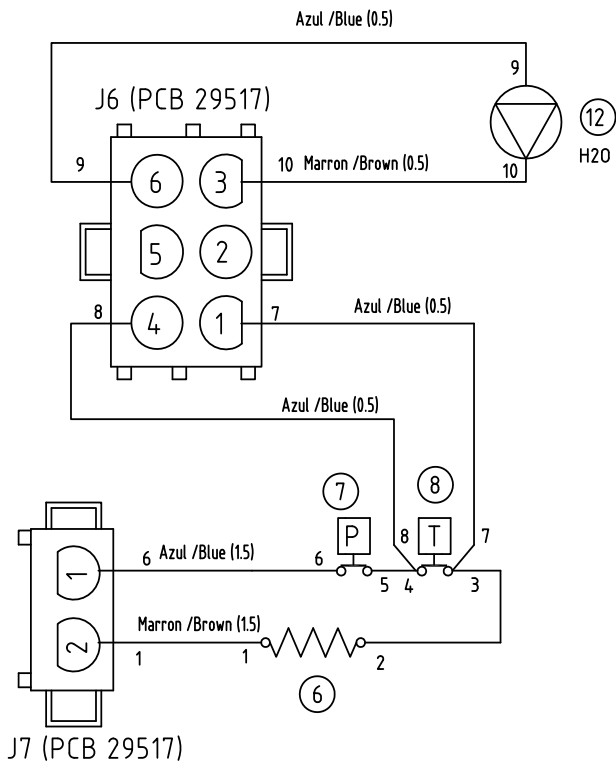 Azul /Blue (0.5)
9
J6 (PCB 29517)
12
H2O
9
10 Marron /Brown (0.5)
10
6
3
5
2
8
4
1
7
Azul /Blue (0.5)
Azul /Blue (0.5)
7
8
8
P
T
7
6 Azul /Blue (1.5)
6
5
4
3
1
Marron /Brown (1.5)
2
1
1
2
6
J7 (PCB 29517)